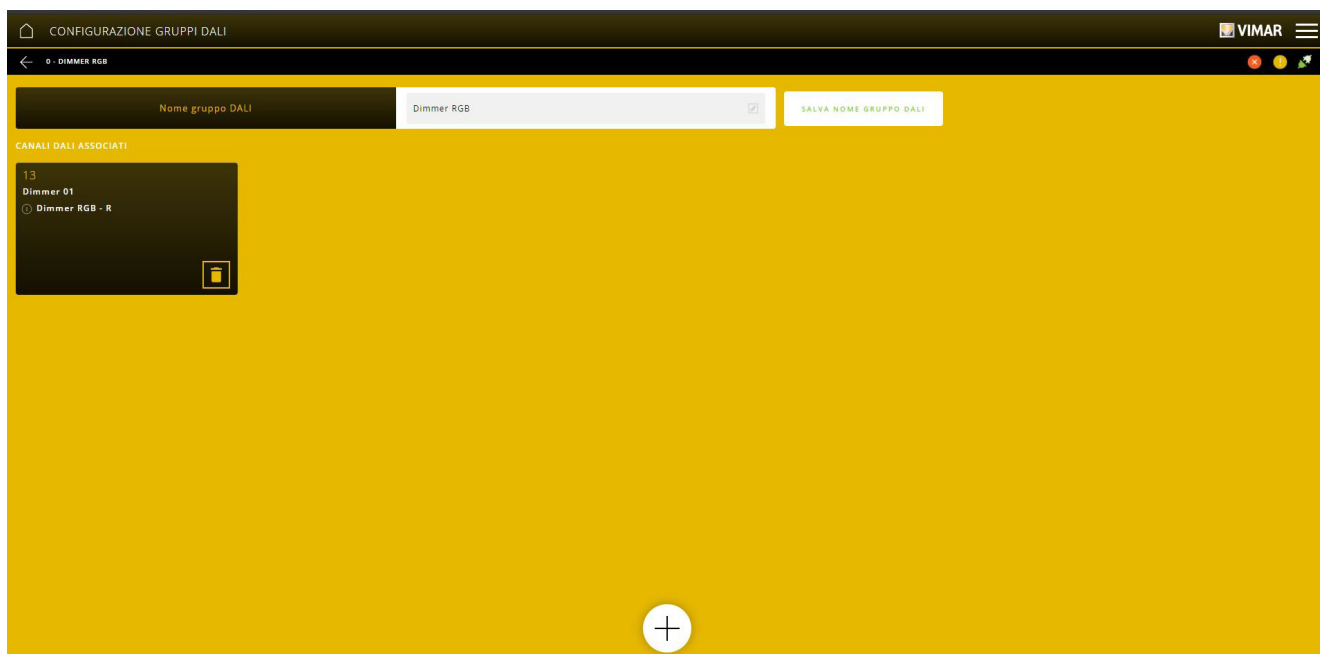 CONFIGURAZIONE GRUPPI DALI
VIMAR
0 - DIMMER RGB
Nome gruppo DALI
Dimmer RGB
SALVA NOME GRUPPO DALI
CANALI DALI ASSOCIATI
13
Dimmer 01
Dimmer RGB - R